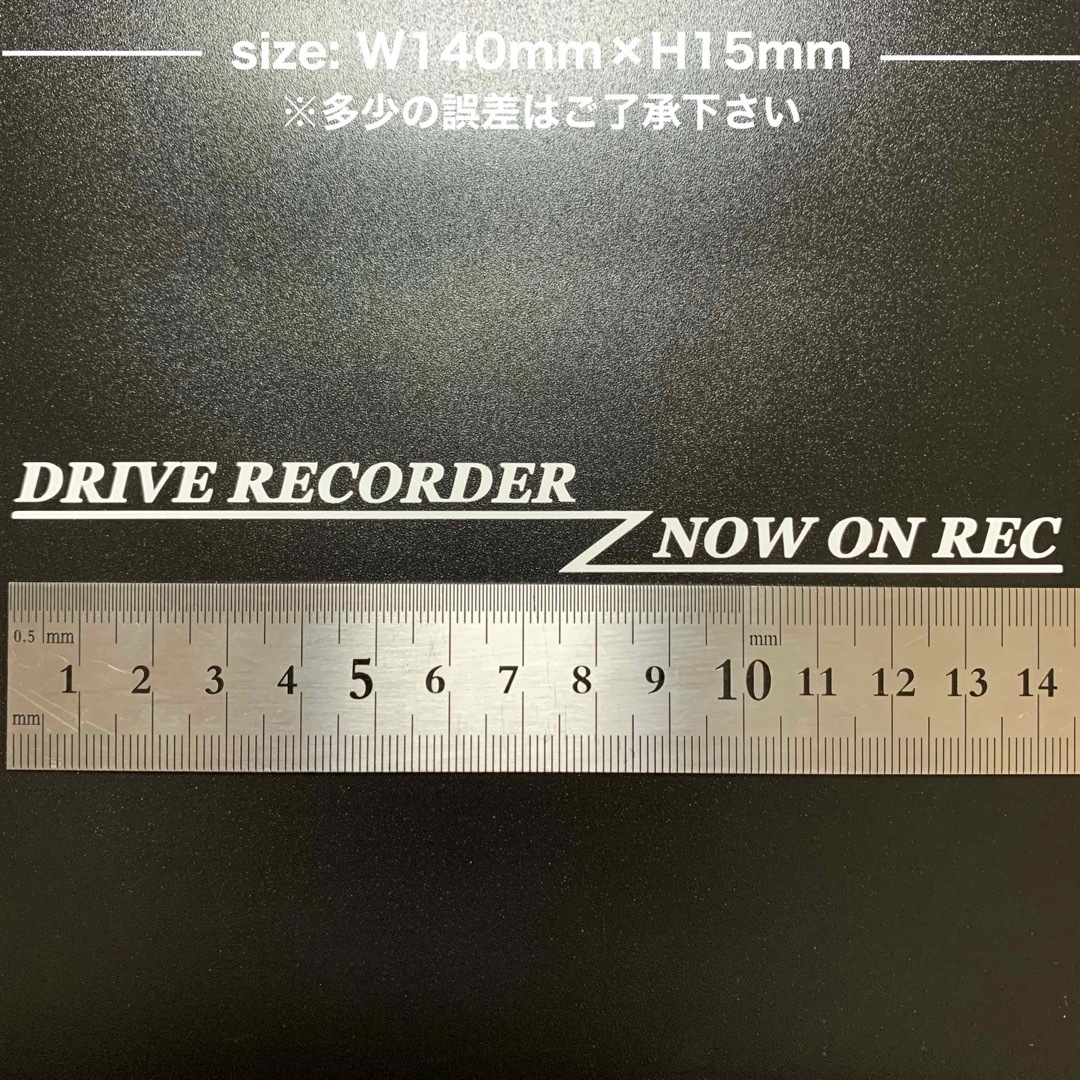 size: W140mm×H15mm
※多少の誤差はご了承下さい
DRIVE RECORDER
NOW ON REC
0.5 mm mm
1 2 3 4 5 6 7 8 9 10 11 12 13 14
mm